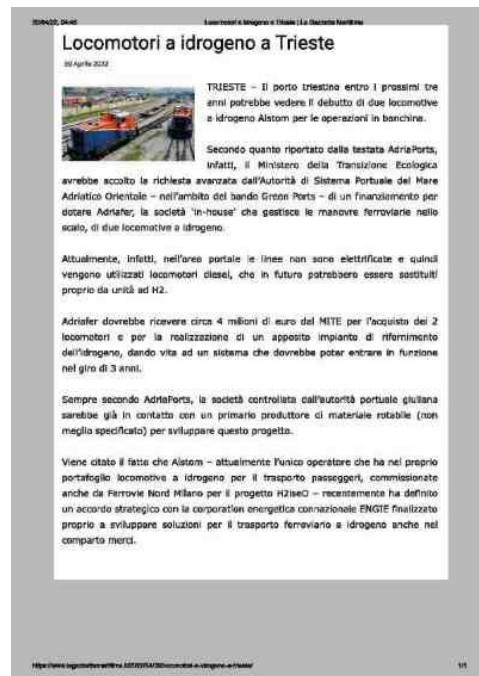 Locomotori a idrogeno a Trieste | La Gazzetta Marittima
Locomotori a idrogeno a Trieste
Aprile 2022
TRIESTE – Il porto triestino entro i prossimi tre
anni potrebbe vedere il debutto di due locomotive
a idrogeno Alstom per le operazioni in banchina.
Secondo quanto riportato dalla testata AdriaPorts,
infatti, il Ministero della Transizione Ecologica
avrebbe accolto la richiesta avanzata dall'Autorità di Sistema Portuale del Mare
Adriatico Orientale – nell'ambito del bando Green Ports – di un finanziamento per
dotare Adriafer, la società 'in-house' che gestisce le manovre ferroviarie nello
scalo, di due locomotive a idrogeno.
Attualmente, infatti, nell'area portale le linee non sono elettrificate e quindi
vengono utilizzati locomotori diesel, che in futuro potrebbero essere sostituiti
proprio da unità ad H2.
Adriafer dovrebbe ricevere circa 4 milioni di euro dal MITE per l'acquisto dei 2
locomotori e per la realizzazione di un apposito impianto di rifornimento
dell'idrogeno, dando vita ad un sistema che dovrebbe poter entrare in funzione
nel giro di 3 anni.
Sempre secondo AdriaPorts, la società controllata dall'autorità portuale giuliana
sarebbe già in contatto con un primario produttore di materiale rotabile (non
meglio specificato) per sviluppare questo progetto.
Viene citato il fatto che Alstom – attualmente l'unico operatore che ha nel proprio
portafoglio locomotive a idrogeno per il trasporto passeggeri, commissionate
anche da Ferrovie Nord Milano per il progetto H2iseO – recentemente ha definito
un accordo strategico con la corporation energetica connazionale ENGIE finalizzato
proprio a sviluppare soluzioni per il trasporto ferroviario a idrogeno anche nel
comparto merci.
1/1